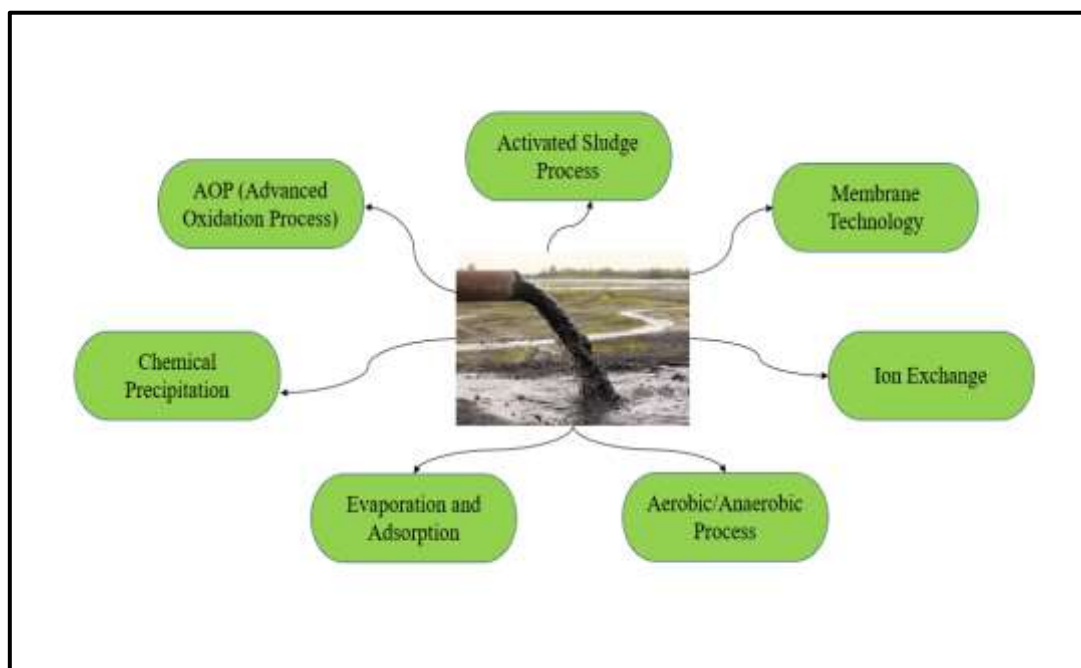 Activated Sludge
Process
AOP (Advanced
Oxidation Process)
Membrane
Technology
Chemical
Precipitation
Ion Exchange
Evaporation and
Adsorption
Aerobic/Anaerobic
Process